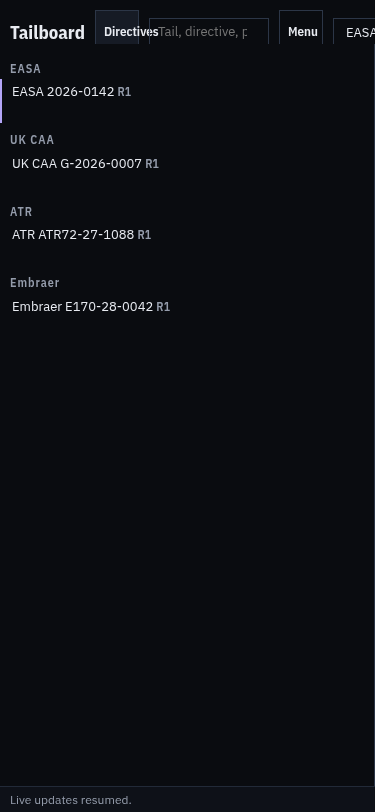 Tailboard Directives Tail, directive, p Menu EASA
EASA
EASA 2026-0142 R1
UK CAA
UK CAA G-2026-0007 R1
ATR
ATR ATR72-27-1088 R1
Embraer
Embraer E170-28-0042 R1
Live updates resumed.